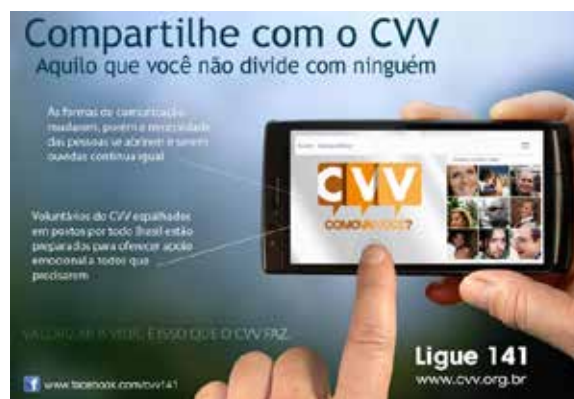 Compartilhe com o CVV
Aquilo que você não divide com ninguém
As formas de comunicação
mudaram, porém a necessidade
das pessoas se abrirem e serem
ouvidas continua igual
CVV
COMO VAI VOCÊ?
Voluntários do CVV espalhados
em postos por todo Brasil estão
preparados para oferecer apoio
emocional a todos que
precisarem
VALORIZAR A VIDA, É ISSO QUE O CVV FAZ.
Ligue 141
www.cvv.org.br
www.facebook.com/cvv141